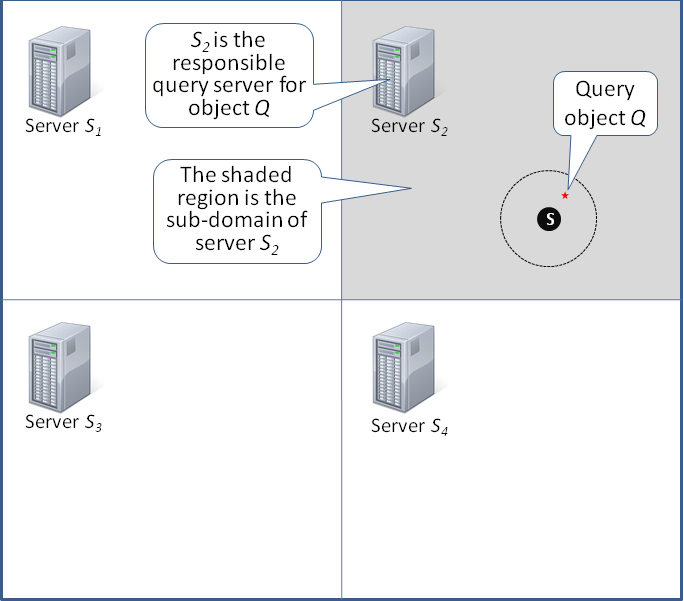 S2 is the
responsible
query server for
object Q
Server S1
Server S2
Query
object Q
The shaded
region is the
sub-domain of
server S2
S
Server S3
Server S4